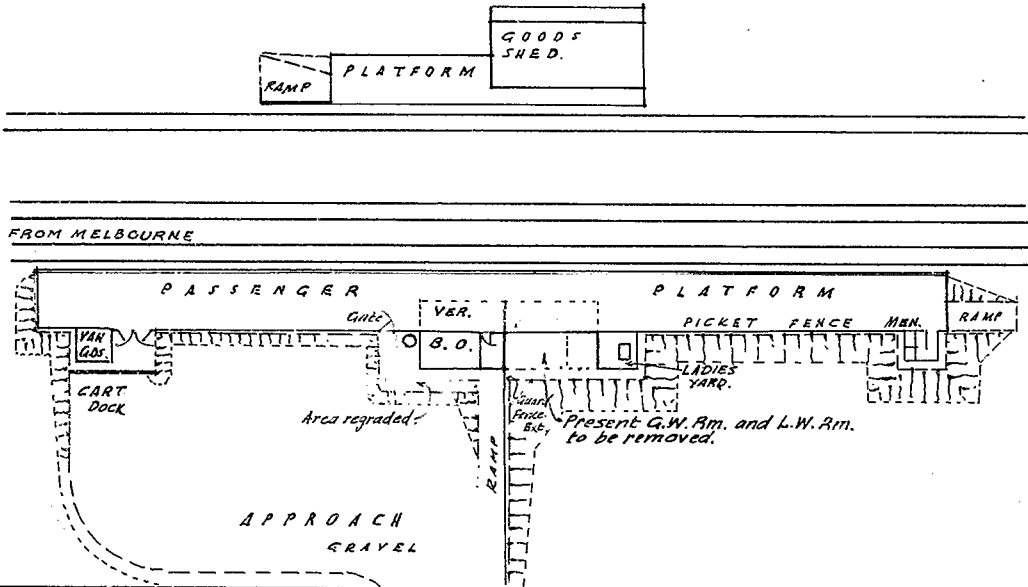 GOODS
SHED.
PLATFORM
RAMP
FROM MELBOURNE
PASSENGER PLATFORM
VER.
Gate
PICKET FENCE
MEN.
RAMP
VAN
GDS.
B.O.
LADIES
YARD.
CART
DOCK
Area regraded.
Guard
Fence
Ext.
Present G.W.Rm. and L.W.Rm.
to be removed.
RAMP
APPROACH
GRAVEL